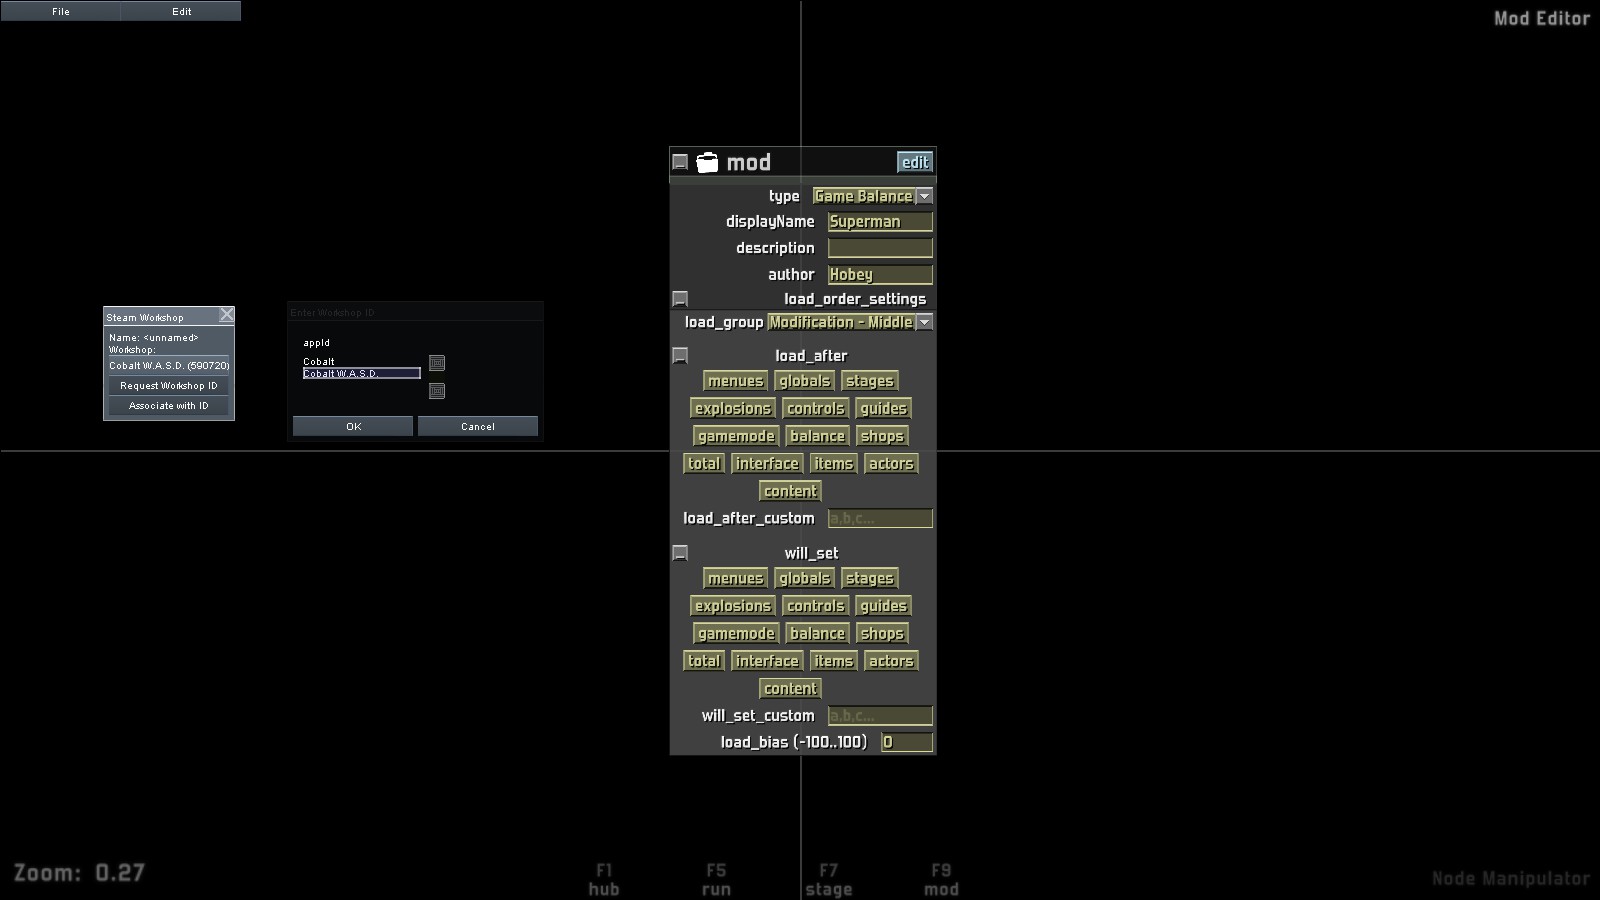 File Edit
Mod Editor
mod edit
type Game Balance
displayName Superman
description
author Hobey
load_order_settings
load_group Modification - Middle
load_after
menues globals stages
explosions controls guides
gamemode balance shops
total interface items actors
content
load_after_custom a,b,c...
will_set
menues globals stages
explosions controls guides
gamemode balance shops
total interface items actors
content
will_set_custom a,b,c...
load_bias (-100..100) 0
Steam Workshop
Name: <unnamed>
Workshop:
Cobalt W.A.S.D. (590720)
Request Workshop ID
Associate with ID
Enter Workshop ID
appId
Cobalt
Cobalt W.A.S.D.
OK Cancel
Zoom: 0.27
F1 F5 F7 F9
hub run stage mod
Node Manipulator